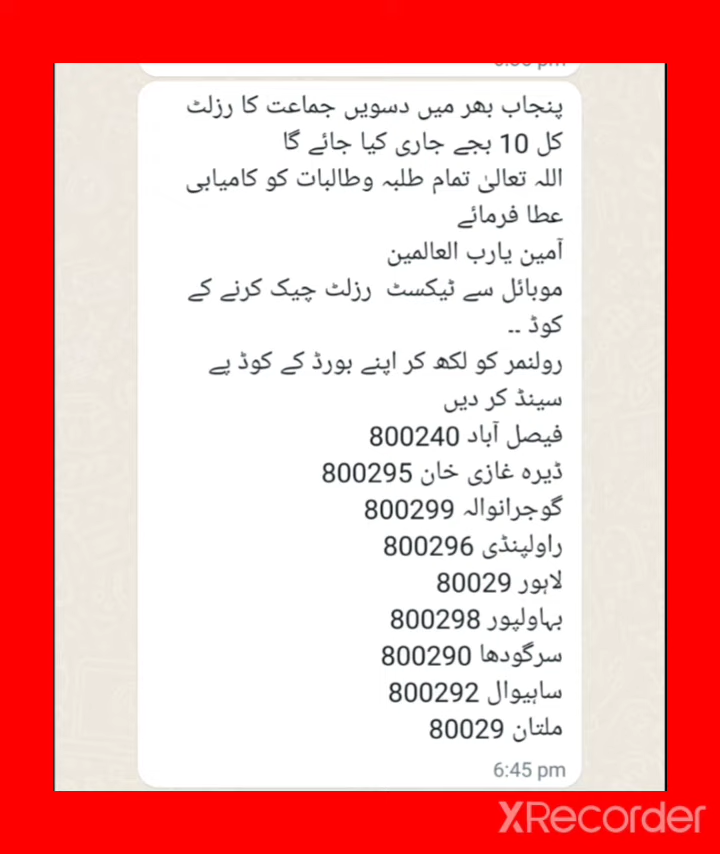 پنجاب بھر میں دسویں جماعت کا رزلٹ
کل 10 بجے جاری کیا جائے گا
اللہ تعالیٰ تمام طلبہ وطالبات کو کامیابی
عطا فرمائے
آمین یارب العالمین
موبائل سے ٹیکسٹ رزلٹ چیک کرنے کے
کوڈ --
رولنمر کو لکھ کر اپنے بورڈ کے کوڈ پے
سینڈ کر دیں
فیصل آباد 800240
ڈیرہ غازی خان 800295
گوجرانوالہ 800299
راولپنڈی 800296
لاہور 80029
بہاولپور 800298
سرگودھا 800290
ساہیوال 800292
ملتان 80029
6:45 pm
XRecorder